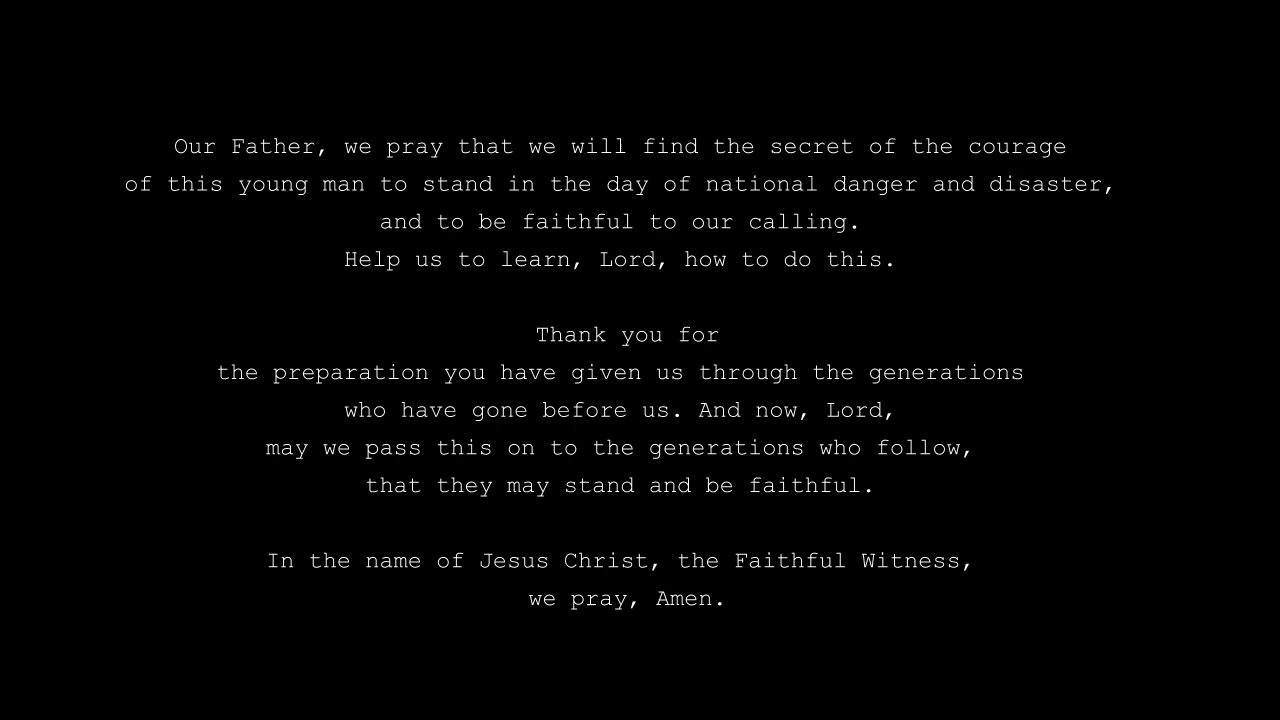 Our Father, we pray that we will find the secret of the courage
of this young man to stand in the day of national danger and disaster,
and to be faithful to our calling.
Help us to learn, Lord, how to do this.
Thank you for
the preparation you have given us through the generations
who have gone before us. And now, Lord,
may we pass this on to the generations who follow,
that they may stand and be faithful.
In the name of Jesus Christ, the Faithful Witness,
we pray, Amen.